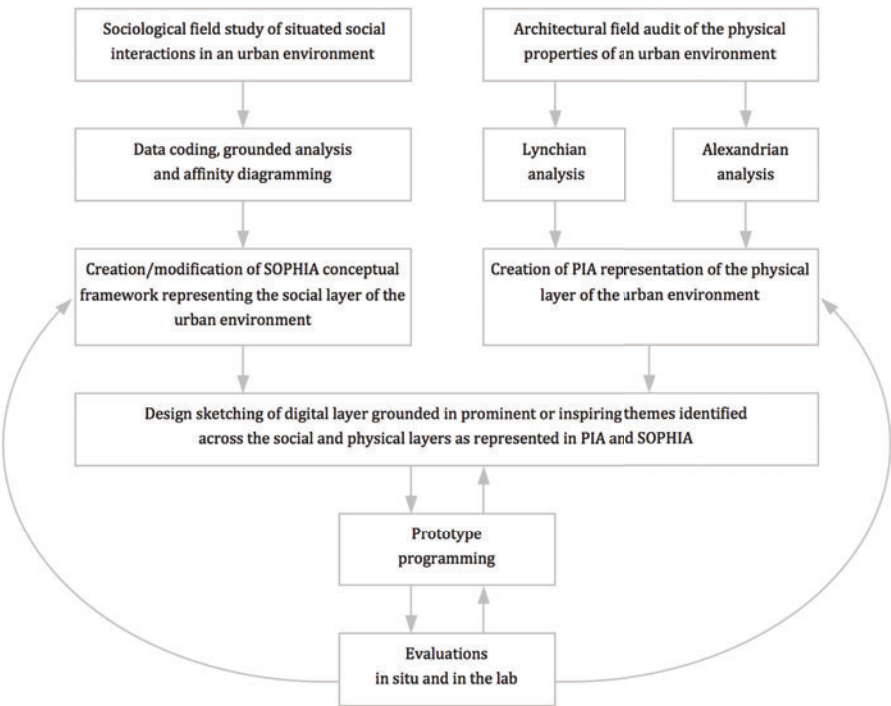 Sociological field study of situated social
interactions in an urban environment
Architectural field audit of the physical
properties of an urban environment
Data coding, grounded analysis
and affinity diagramming
Lynchian
analysis
Alexandrian
analysis
Creation/modification of SOPHIA conceptual
framework representing the social layer of the
urban environment
Creation of PIA representation of the physical
layer of the urban environment
Design sketching of digital layer grounded in prominent or inspiring themes identified
across the social and physical layers as represented in PIA and SOPHIA
Prototype
programming
Evaluations
in situ and in the lab